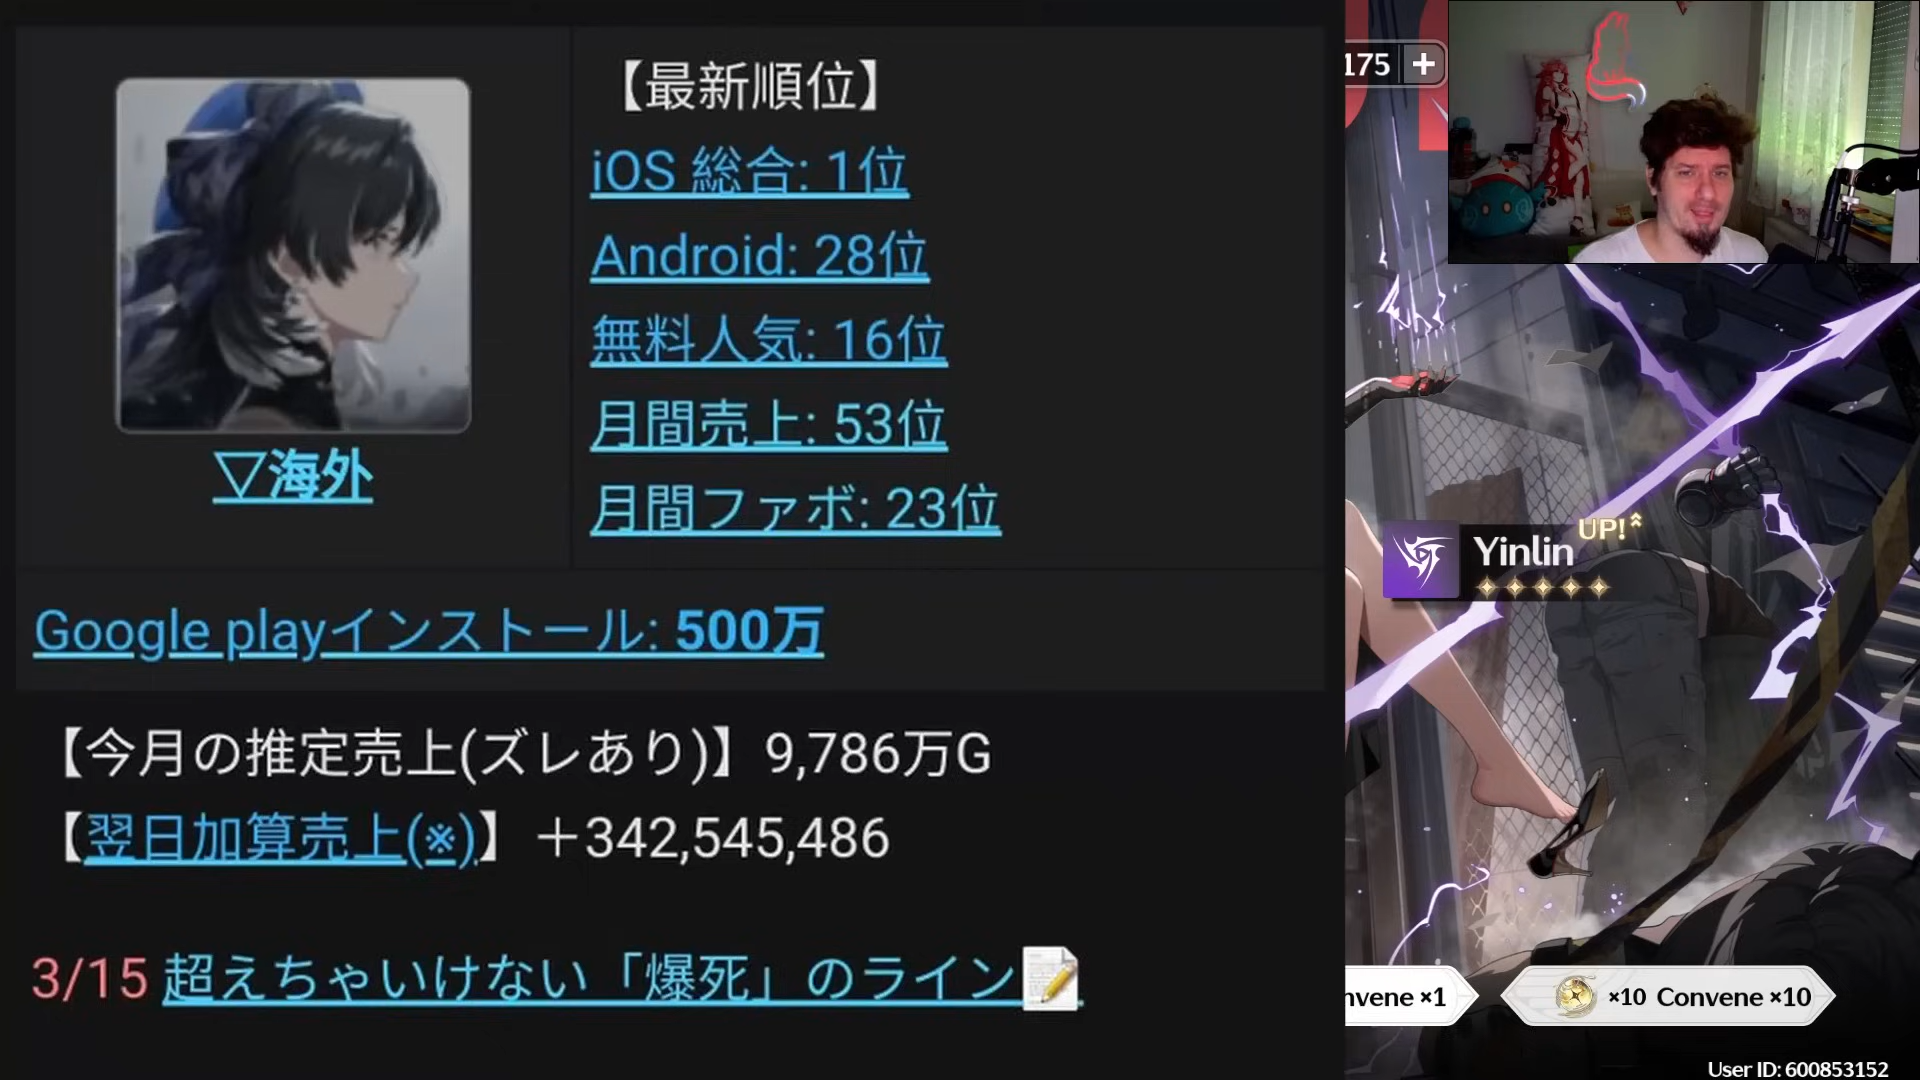 【最新順位】
iOS 総合: 1位
Android: 28位
無料人気: 16位
月間売上: 53位
月間ファボ: 23位
▽海外
Google playインストール: 500万
【今月の推定売上(ズレあり)】 9,786万G
【翌日加算売上(※)】 +342,545,486
3/15 超えちゃいけない「爆死」のライン
175 +
UP!
Yinlin
nvene ×1
×10 Convene ×10
User ID: 600853152